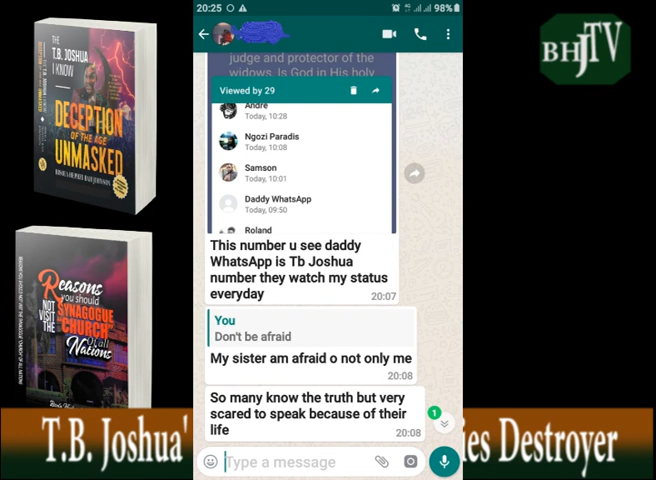 THE
T.B. JOSHUA
I KNOW
DECEPTION
OF THE AGE
UNMASKED
Reasons
you should
NOT VISIT
THE
SYNAGOGUE
"CHURCH"
Of all
Nations
20:25
98%
judge and protector of the
widows. Is God in His holy
Viewed by 29
Andre
Today, 10:28
Ngozi Paradis
Today, 10:08
Samson
Today, 10:01
Daddy WhatsApp
Today, 09:50
Roland
This number u see daddy
WhatsApp is Tb Joshua
number they watch my status
everyday
20:07
You
Don't be afraid
My sister am afraid o not only me
20:08
So many know the truth but very
scared to speak because of their
life
20:08
1
Type a message
BHJTV
T.B. Joshua'
ies Destroyer